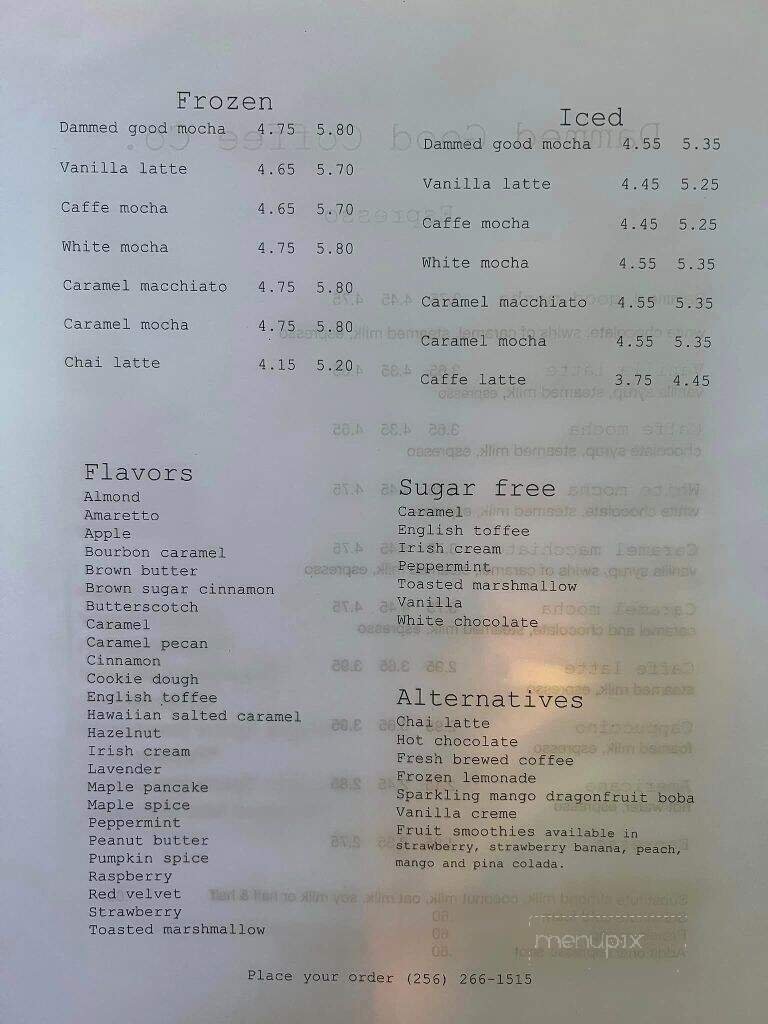 Frozen
Dammed good mocha 4.75 5.80
Vanilla latte 4.65 5.70
Caffe mocha 4.65 5.70
White mocha 4.75 5.80
Caramel macchiato 4.75 5.80
Caramel mocha 4.75 5.80
Chai latte 4.15 5.20
Iced
Dammed good mocha 4.55 5.35
Vanilla latte 4.45 5.25
Caffe mocha 4.45 5.25
White mocha 4.55 5.35
Caramel macchiato 4.55 5.35
Caramel mocha 4.55 5.35
Caffe latte 3.75 4.45
Flavors
Almond
Amaretto
Apple
Bourbon caramel
Brown butter
Brown sugar cinnamon
Butterscotch
Caramel
Caramel pecan
Cinnamon
Cookie dough
English toffee
Hawaiian salted caramel
Hazelnut
Irish cream
Lavender
Maple pancake
Maple spice
Peppermint
Peanut butter
Pumpkin spice
Raspberry
Red velvet
Strawberry
Toasted marshmallow
Sugar free
Caramel
English toffee
Irish cream
Peppermint
Toasted marshmallow
Vanilla
White chocolate
Alternatives
Chai latte
Hot chocolate
Fresh brewed coffee
Frozen lemonade
Sparkling mango dragonfruit boba
Vanilla creme
Fruit smoothies available in
strawberry, strawberry banana, peach,
mango and pina colada.
menupix
Place your order (256) 266-1515